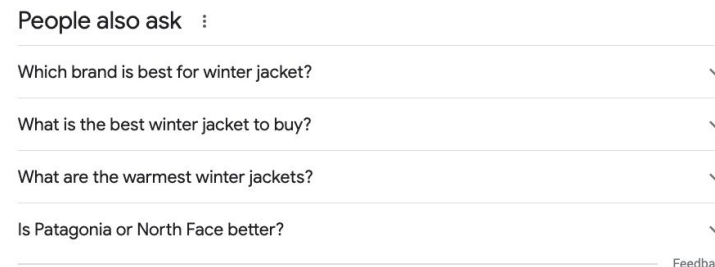 People also ask
Which brand is best for winter jacket?
What is the best winter jacket to buy?
What are the warmest winter jackets?
Is Patagonia or North Face better?
Feedba